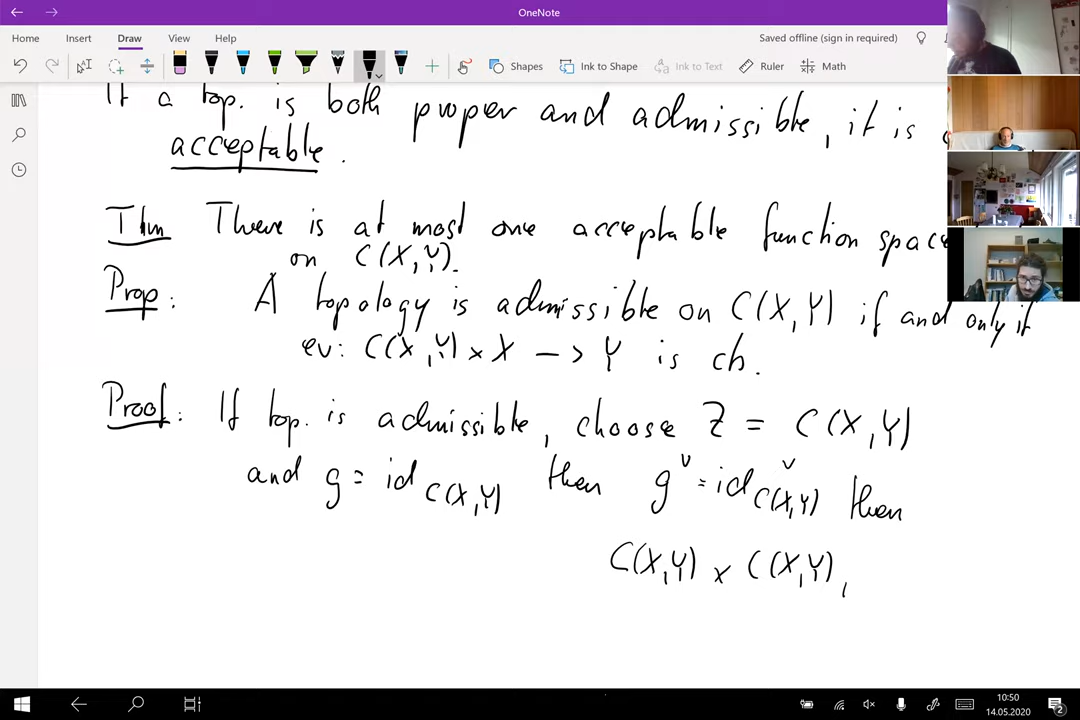 OneNote
Home Insert Draw View Help
Saved offline (sign in required)
Shapes Ink to Shape Ink to Text Ruler Math
If a top. is both proper and admissible, it is
acceptable.
Thm There is at most one acceptable function space
on C(X,Y).
Prop: A topology is admissible on C(X,Y) if and only if
ev: C(X,Y) × X –> Y is cts.
Proof: If top. is admissible, choose Z = C(X,Y)
and g = id C(X,Y) then g^∨ = id^∨ C(X,Y) then
C(X,Y) × C(X,Y),
10:50
14.05.2020
2